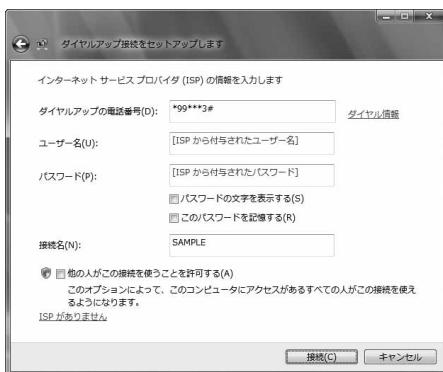 ダイヤルアップ接続をセットアップします
インターネット サービス プロバイダ (ISP) の情報を入力します
ダイヤルアップの電話番号(D):
*99***3#
ダイヤル情報
ユーザー名(U):
[ISP から付与されたユーザー名]
パスワード(P):
[ISP から付与されたパスワード]
パスワードの文字を表示する(S)
このパスワードを記憶する(R)
接続名(N):
SAMPLE
他の人がこの接続を使うことを許可する(A)
このオプションによって、このコンピュータにアクセスがあるすべての人がこの接続を使え
るようになります。
ISP がありません
接続(C)
キャンセル